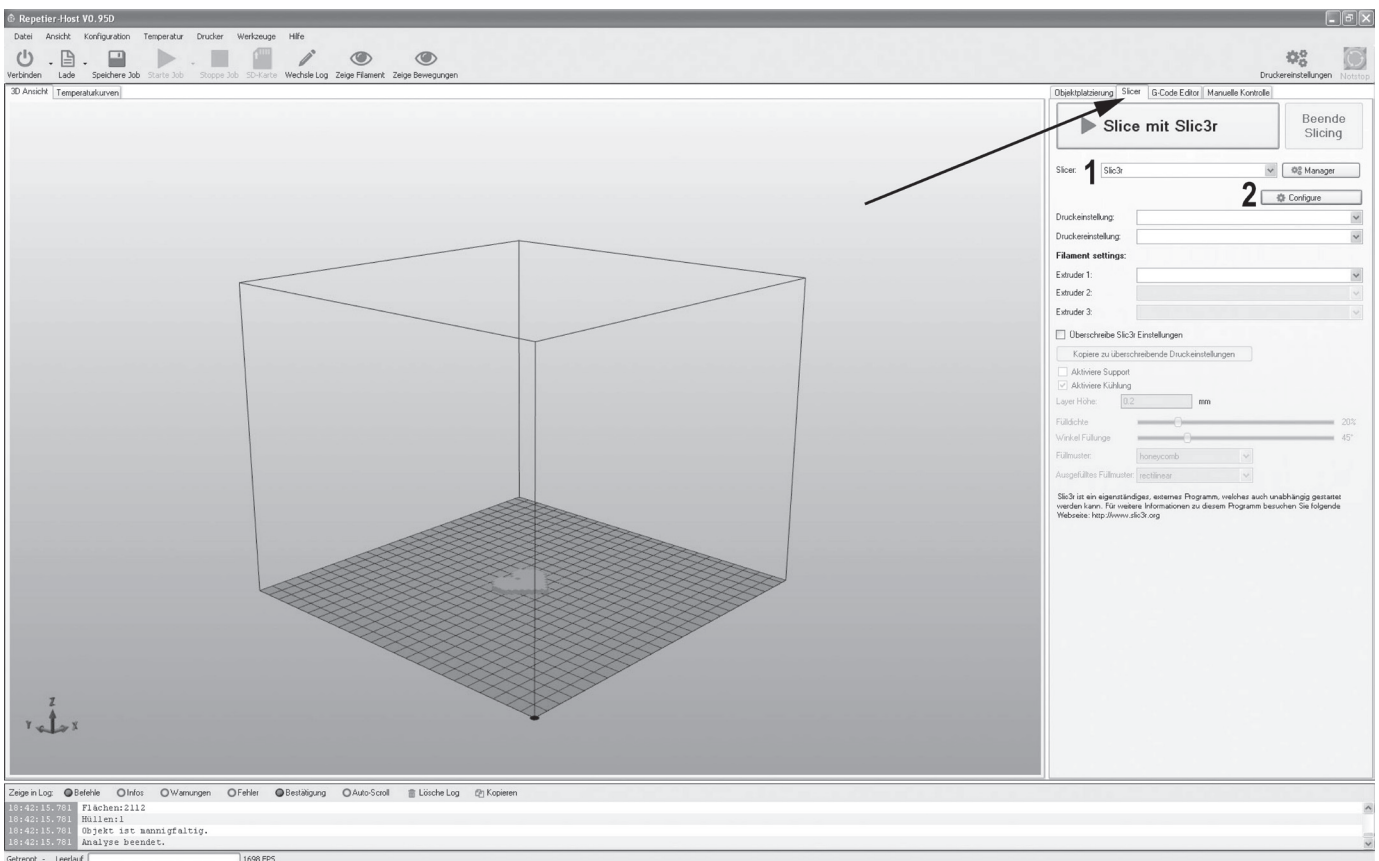 Repetier-Host V0.95D
Datei Ansicht Konfiguration Temperatur Drucker Werkzeuge Hilfe
Verbinden Lade Speichere Job Starte Job Stoppe Job SD-Karte Wechsle Log Zeige Filament Zeige Bewegungen Druckereinstellungen Notstop
3D Ansicht Temperaturkurven
Objektplatzierung Slicer G-Code Editor Manuelle Kontrolle
Slice mit Slic3r
Beende
Slicing
Slicer: 1 Slic3r Manager
2 Configure
Druckeinstellung:
Druckereinstellung:
Filament settings:
Extruder 1:
Extruder 2:
Extruder 3:
Überschreibe Slic3r Einstellungen
Kopiere zu überschreibende Druckeinstellungen
Aktiviere Support
Aktiviere Kühlung
Layer Höhe: 0.2 mm
Fülldichte 20%
Winkel Füllunge 45°
Füllmuster: honeycomb
Ausgefülltes Füllmuster: rectilinear
Slic3r ist ein eigenständiges, externes Programm, welches auch unabhängig gestartet
werden kann. Für weitere Informationen zu diesem Programm besuchen Sie folgende
Webseite: http://www.slic3r.org
Z
Y X
Zeige in Log: Befehle Infos Warnungen Fehler Bestätigung Auto-Scroll Lösche Log Kopieren
18:42:15.781 Flächen:2112
18:42:15.781 Hüllen:1
18:42:15.781 Objekt ist mannigfaltig.
18:42:15.781 Analyse beendet.
Getrennt - Leerlauf 1698 FPS